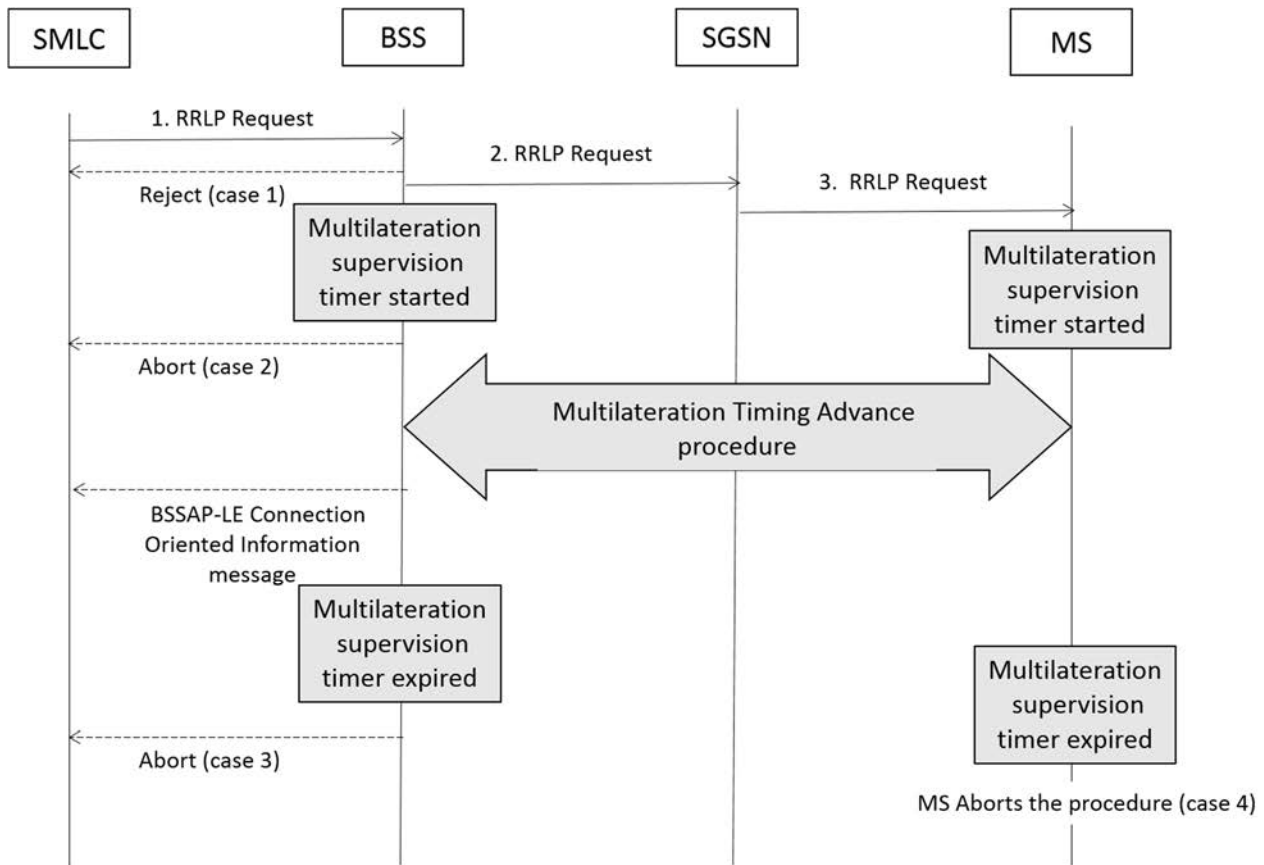 SMLC
BSS
SGSN
MS
1. RRLP Request
Reject (case 1)
2. RRLP Request
3. RRLP Request
Multilateration
supervision
timer started
Multilateration
supervision
timer started
Abort (case 2)
Multilateration Timing Advance
procedure
BSSAP-LE Connection
Oriented Information
message
Multilateration
supervision
timer expired
Multilateration
supervision
timer expired
Abort (case 3)
MS Aborts the procedure (case 4)